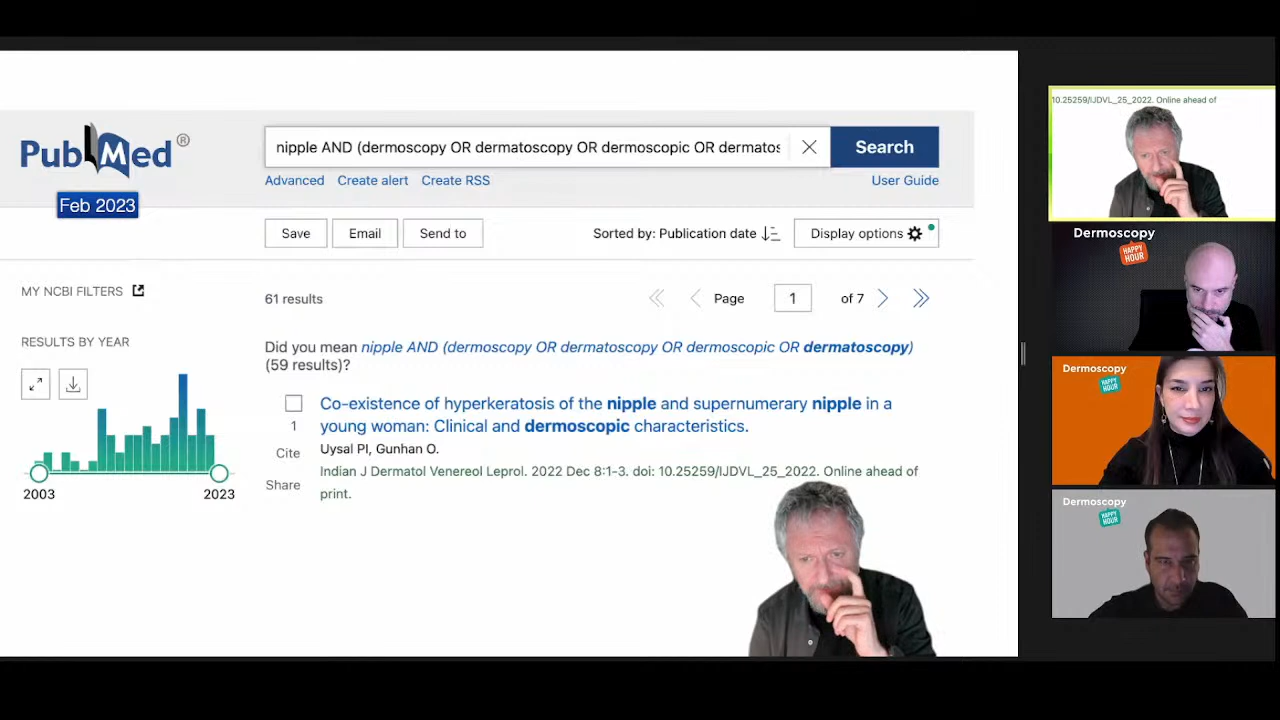 PubMed®
Feb 2023
nipple AND (dermoscopy OR dermatoscopy OR dermoscopic OR dermatos
Search
Advanced
Create alert
Create RSS
User Guide
Save
Email
Send to
Sorted by: Publication date
Display options
MY NCBI FILTERS
61 results
Page
1
of 7
RESULTS BY YEAR
2003
2023
Did you mean nipple AND (dermoscopy OR dermatoscopy OR dermoscopic OR dermatoscopy)
(59 results)?
1
Cite
Share
Co-existence of hyperkeratosis of the nipple and supernumerary nipple in a
young woman: Clinical and dermoscopic characteristics.
Uysal PI, Gunhan O.
Indian J Dermatol Venereol Leprol. 2022 Dec 8:1-3. doi: 10.25259/IJDVL_25_2022. Online ahead of
print.
10.25259/IJDVL_25_2022. Online ahead of
Dermoscopy
HAPPY
HOUR
Dermoscopy
HAPPY
HOUR
Dermoscopy
HAPPY
HOUR